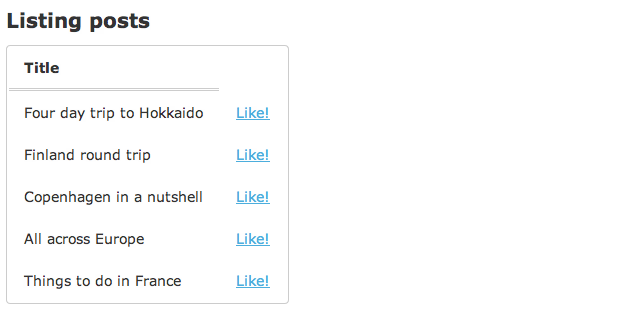 Listing posts
Title
Four day trip to Hokkaido Like!
Finland round trip Like!
Copenhagen in a nutshell Like!
All across Europe Like!
Things to do in France Like!